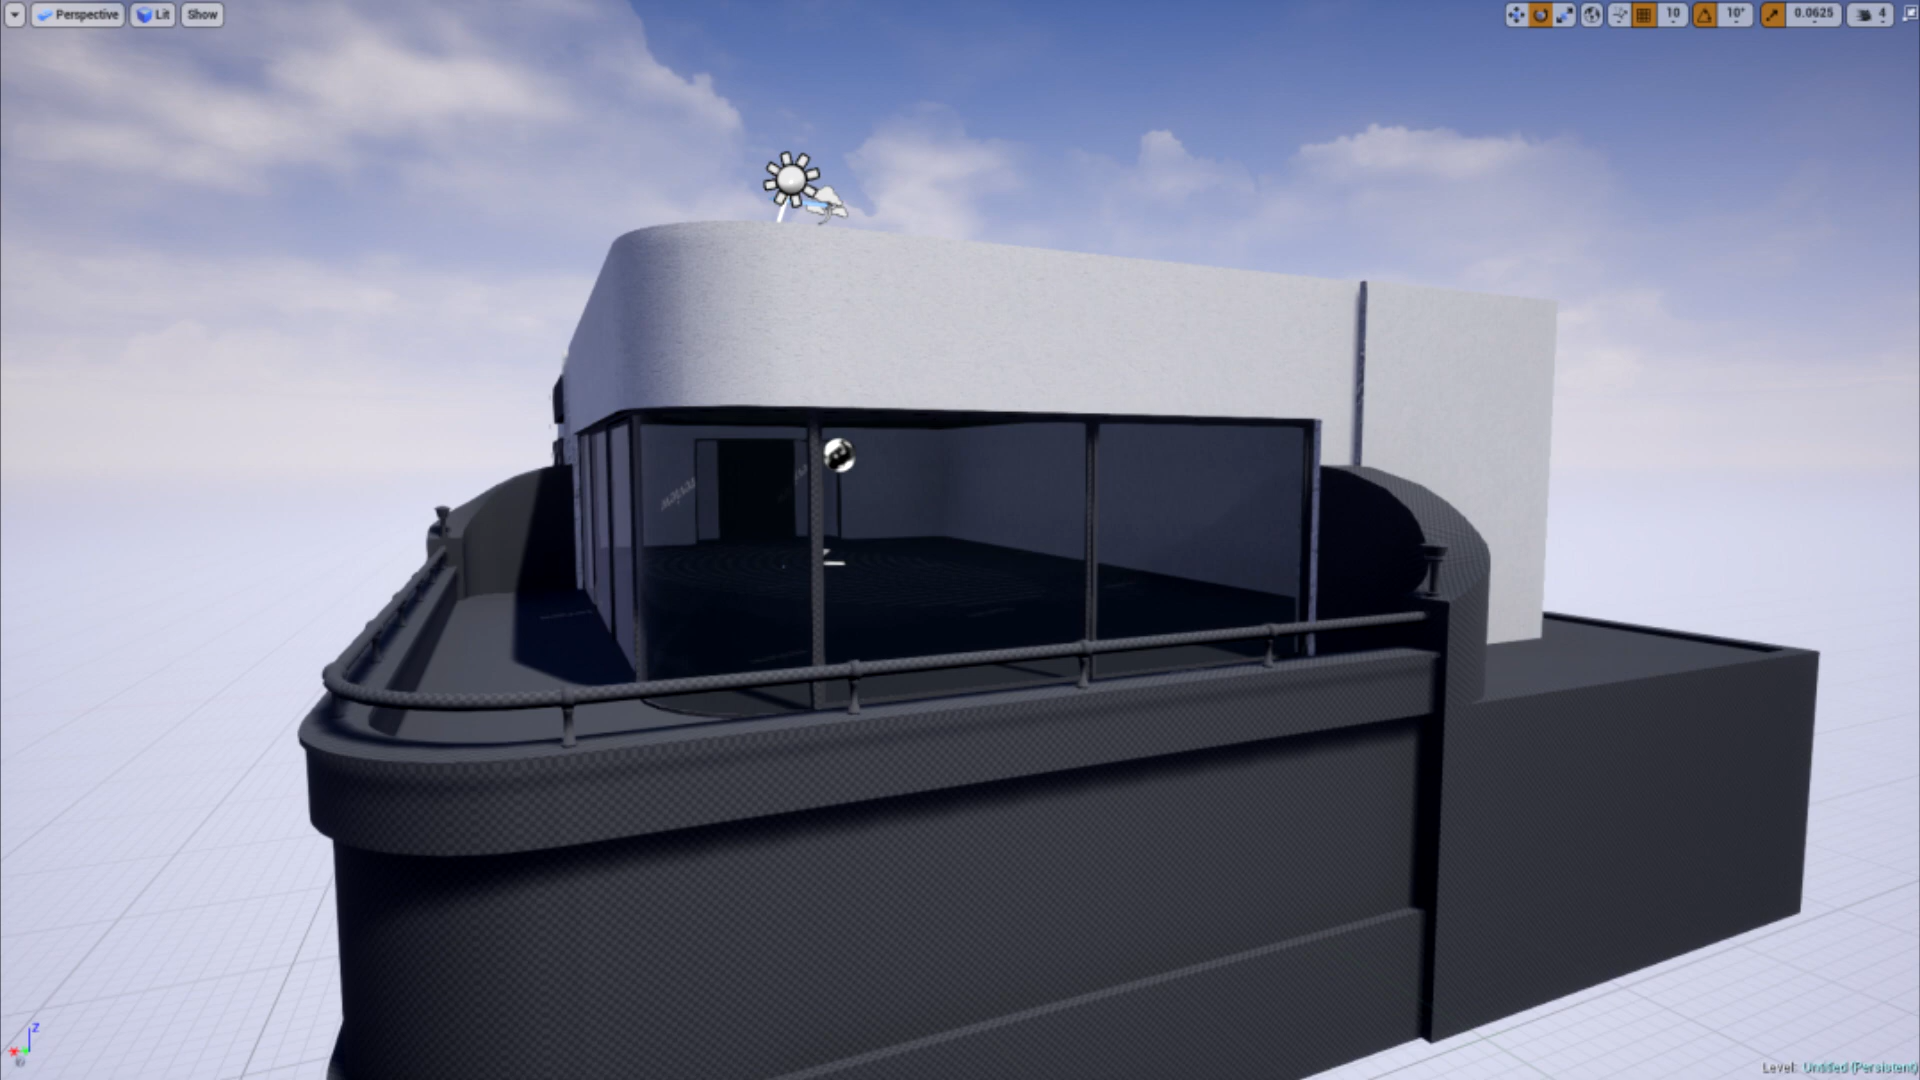 Perspective Lit Show 10 10° 0.0625 4
Z
Level: Untitled (Persistent)